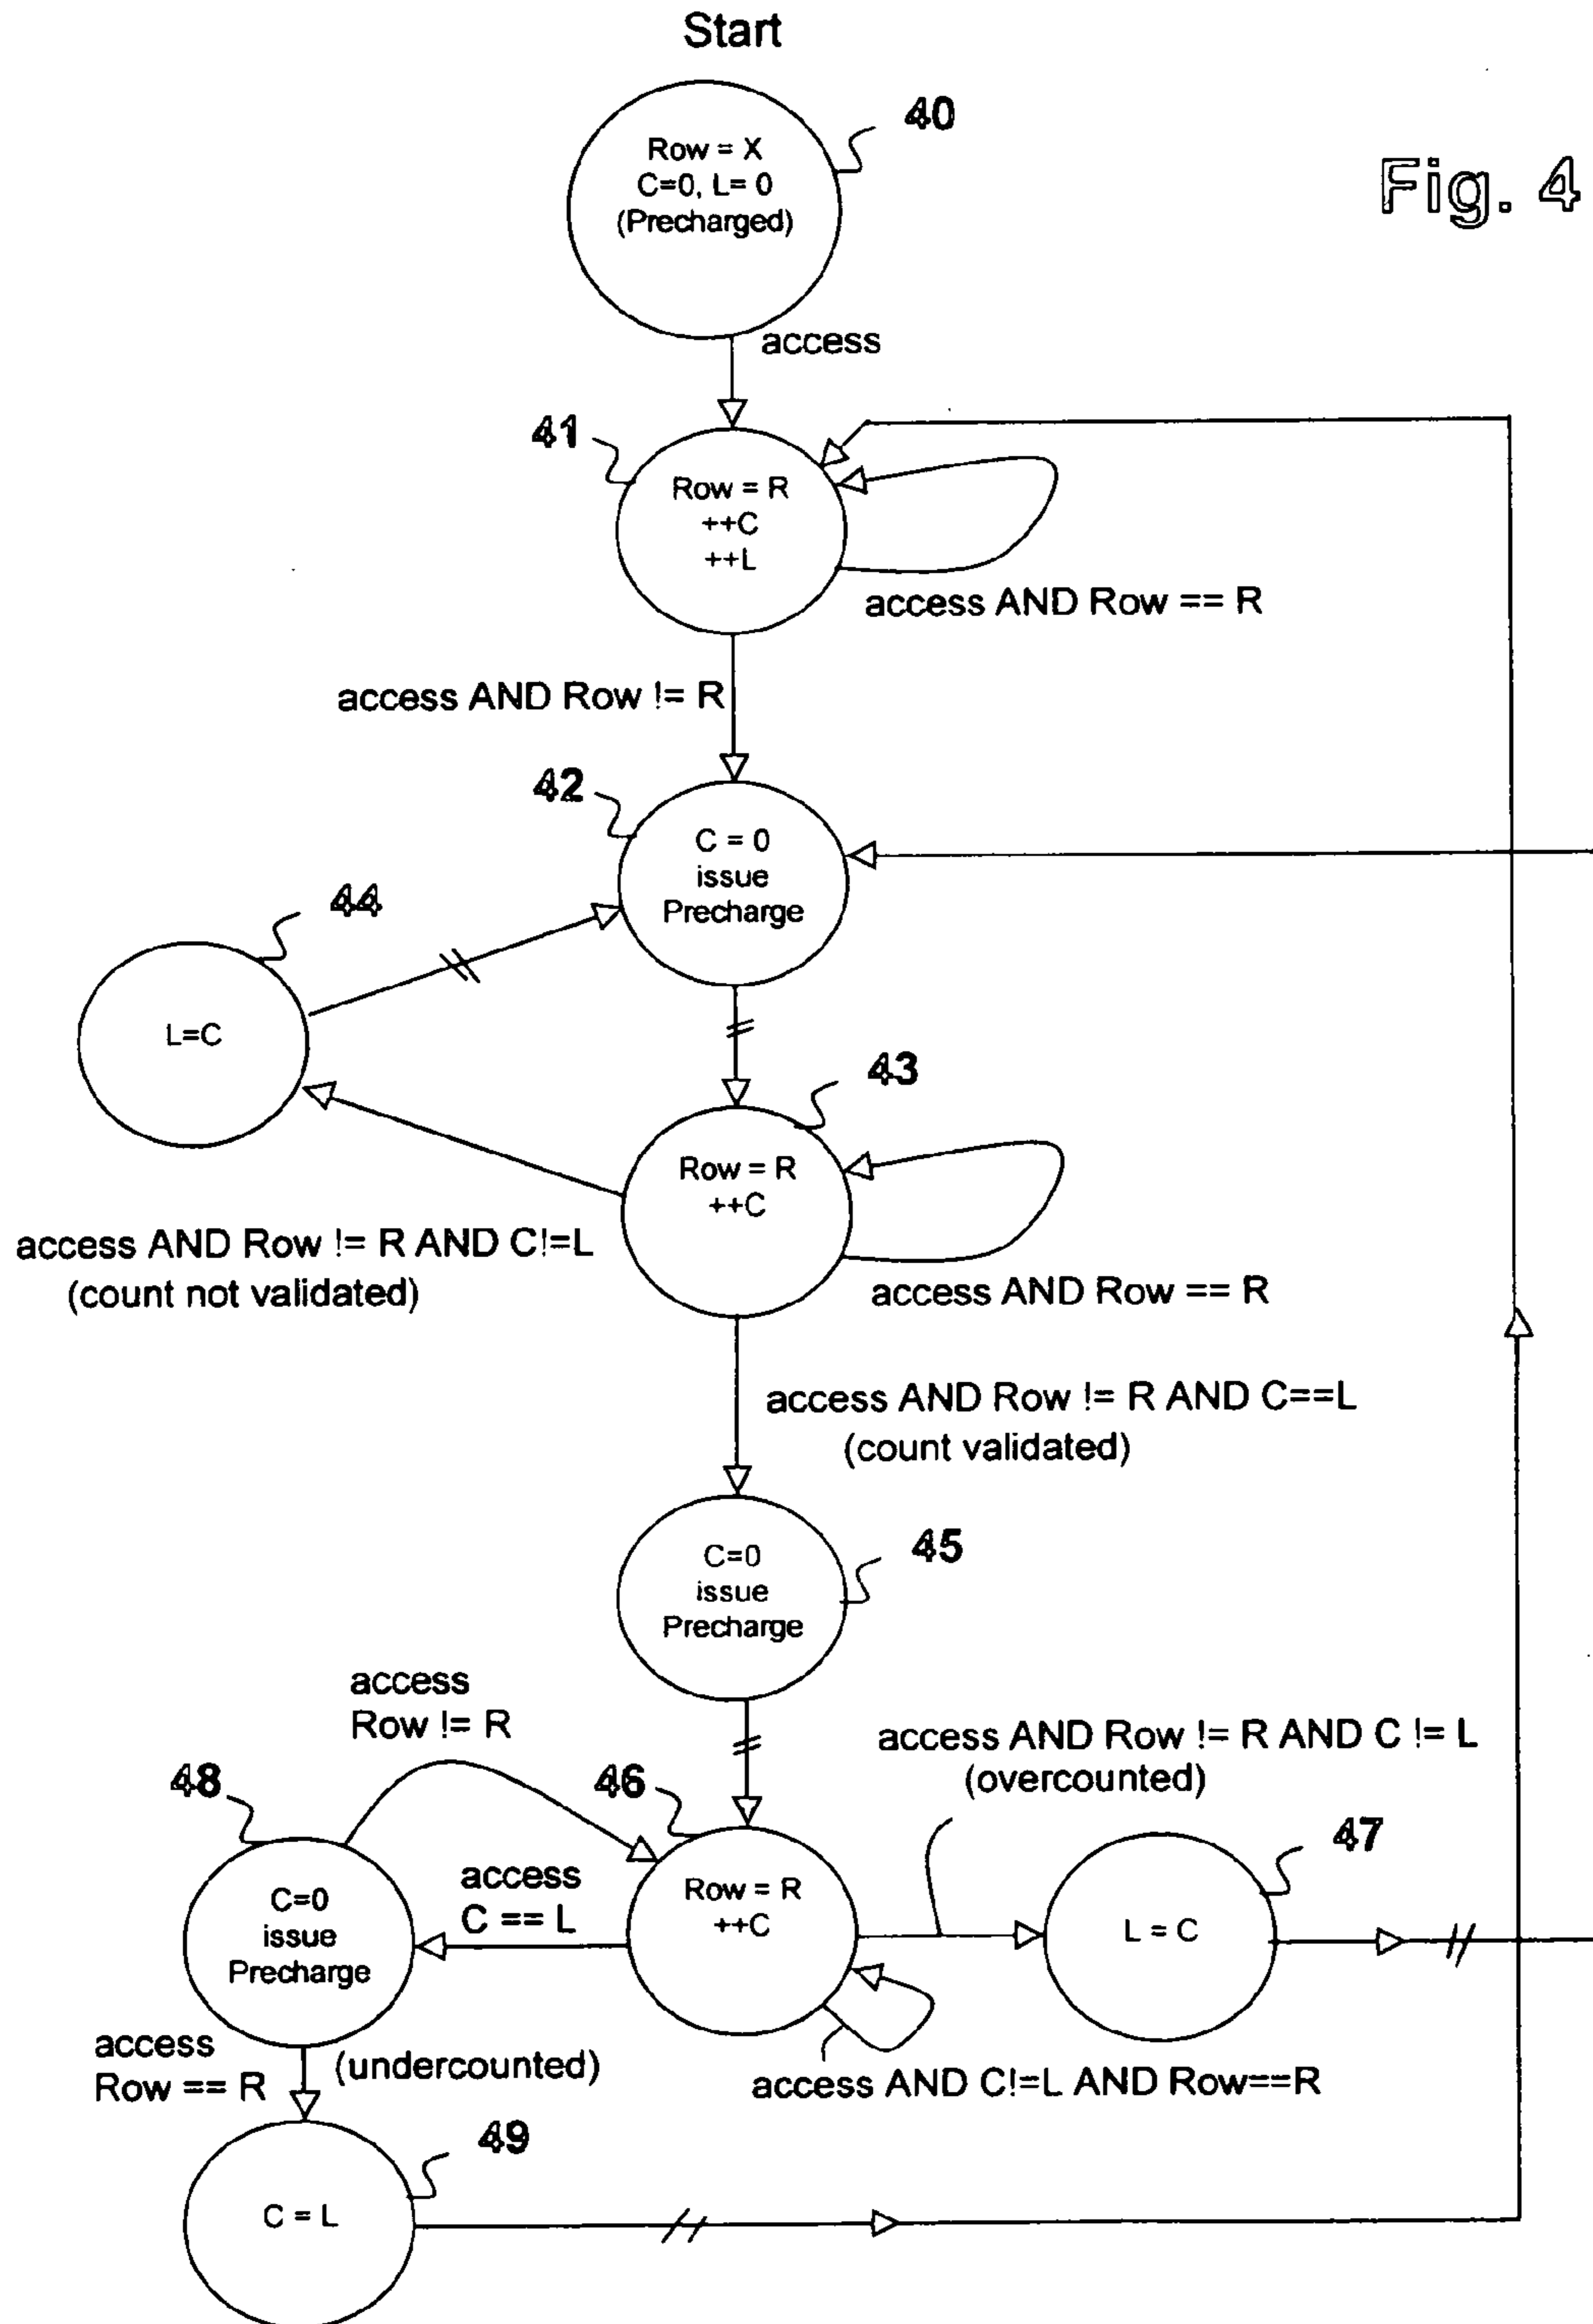 Start
40
Row = X
C=0, L= 0
(Precharged)
Fig. 4
access
41
Row = R
++C
++L
access AND Row == R
access AND Row != R
42
C = 0
issue
Precharge
44
L=C
43
Row = R
++C
access AND Row != R AND C!=L
(count not validated)
access AND Row == R
access AND Row != R AND C==L
(count validated)
45
C=0
issue
Precharge
access
Row != R
access AND Row != R AND C != L
(overcounted)
48
46
47
access
C == L
C=0
issue
Precharge
Row = R
++C
L = C
access
Row == R
(undercounted)
access AND C!=L AND Row==R
49
C = L